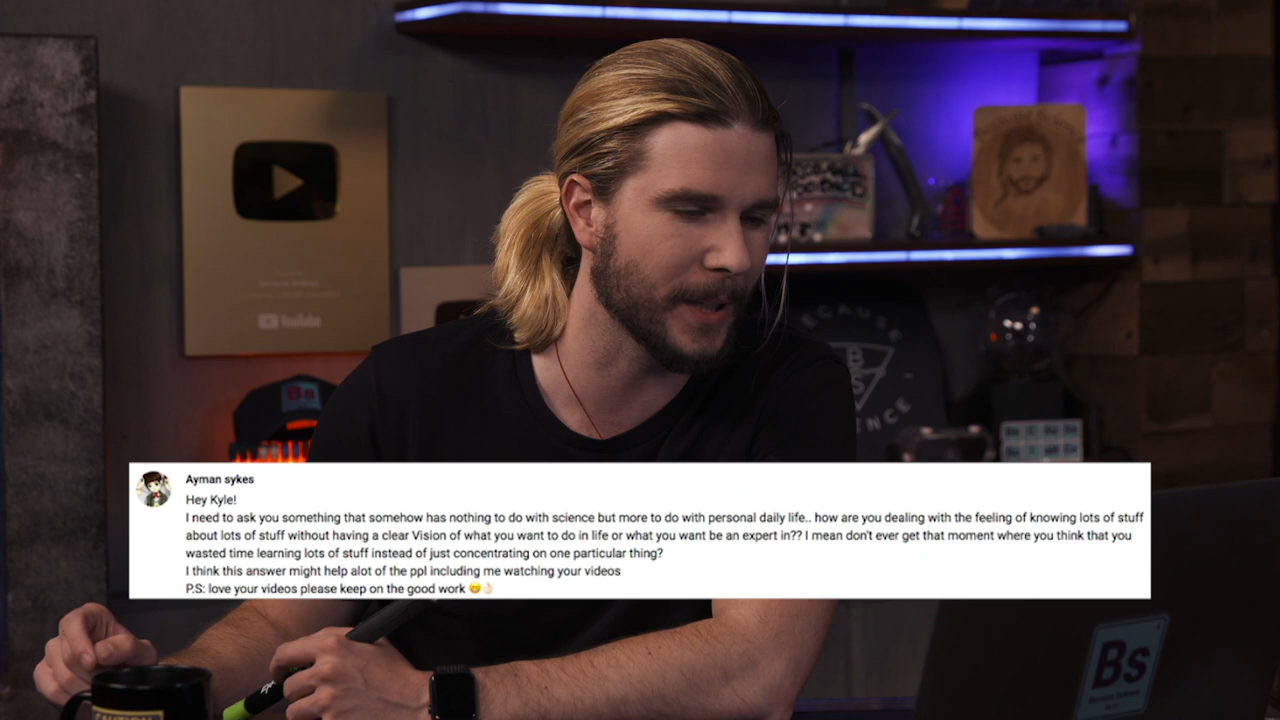 YouTube
Bs
ECAUSE
BS
INCE
Ayman sykes
Hey Kyle!
I need to ask you something that somehow has nothing to do with science but more to do with personal daily life.. how are you dealing with the feeling of knowing lots of stuff
about lots of stuff without having a clear Vision of what you want to do in life or what you want be an expert in?? I mean don't ever get that moment where you think that you
wasted time learning lots of stuff instead of just concentrating on one particular thing?
I think this answer might help alot of the ppl including me watching your videos
P.S: love your videos please keep on the good work 😋👌🏻
Bs
CAUTION